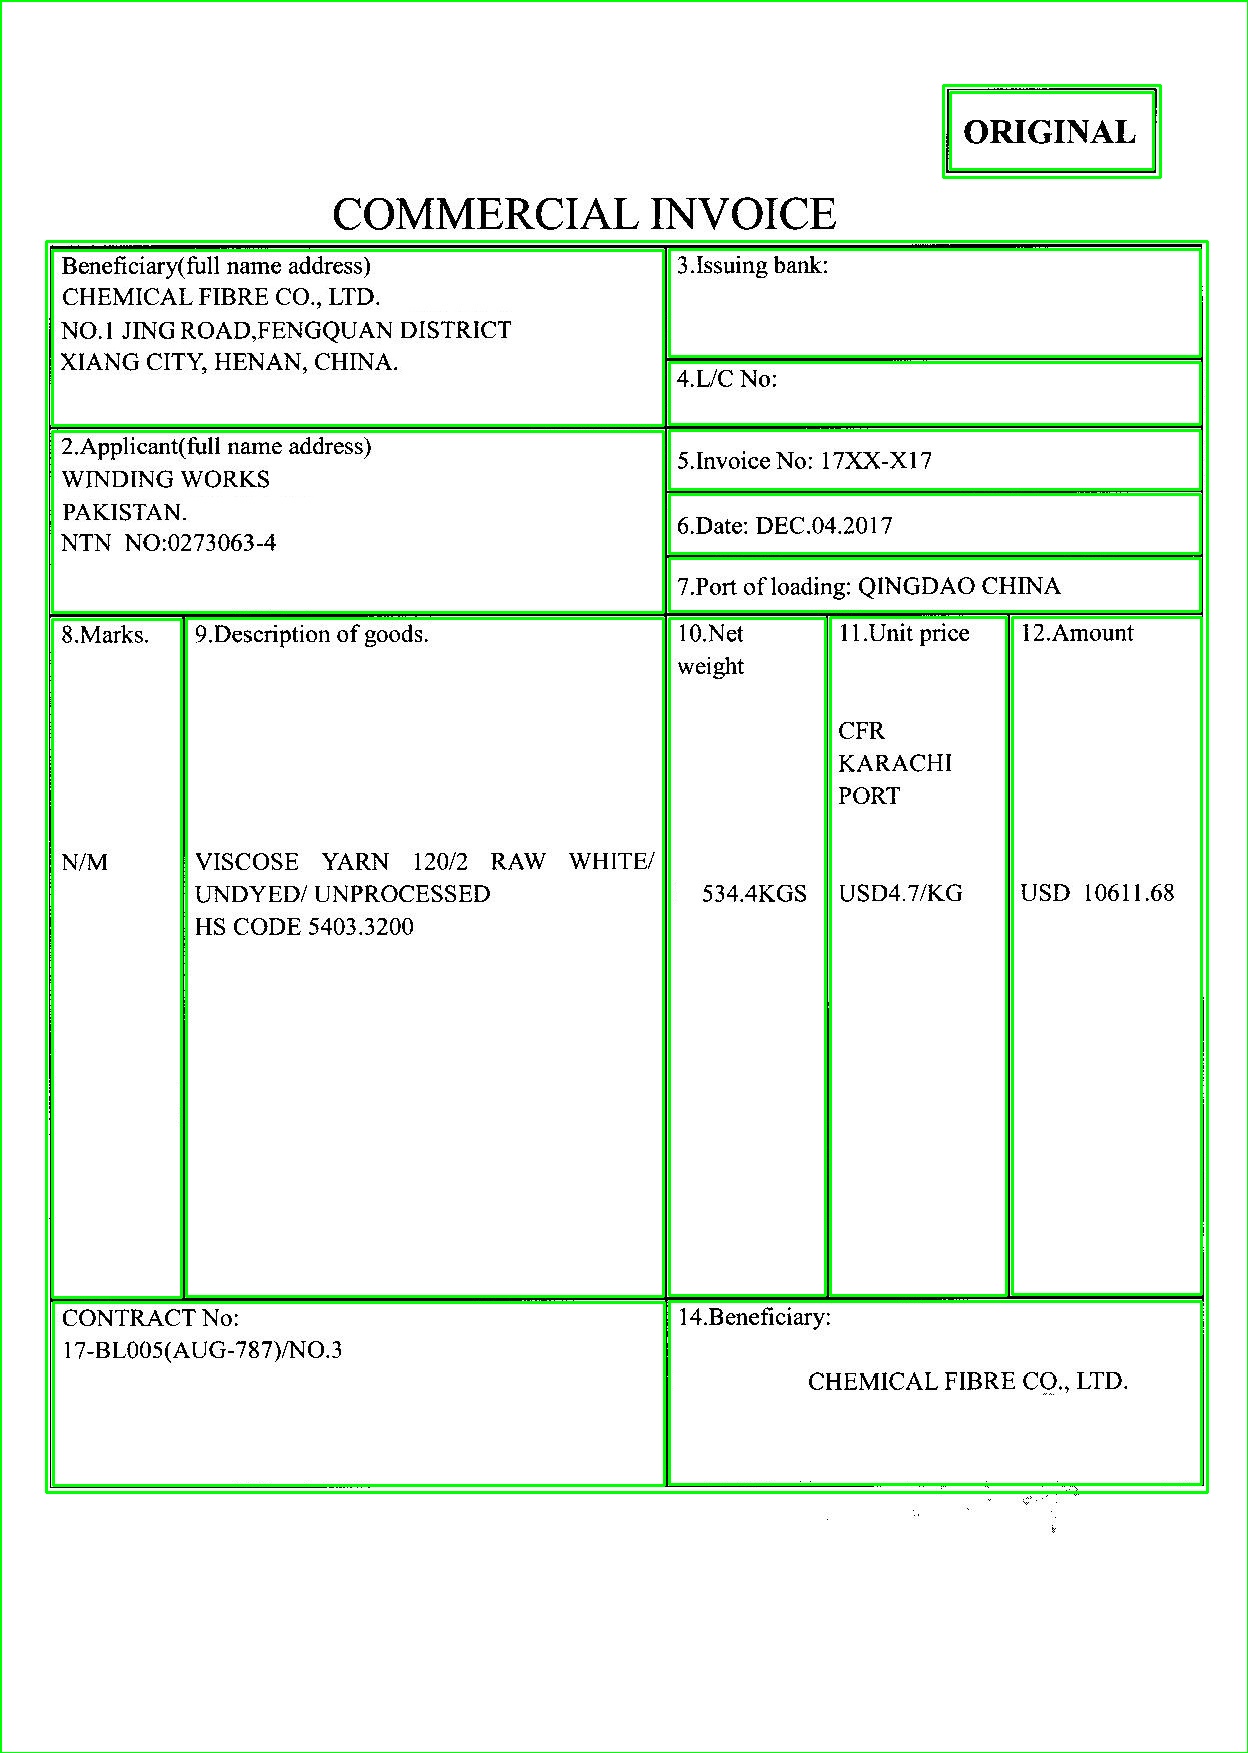 ORIGINAL
COMMERCIAL INVOICE
Beneficiary(full name address)
CHEMICAL FIBRE CO., LTD.
NO.1 JING ROAD,FENGQUAN DISTRICT
XIANG CITY, HENAN, CHINA.
3.Issuing bank:
4.L/C No:
2.Applicant(full name address)
WINDING WORKS
PAKISTAN.
NTN NO:0273063-4
5.Invoice No: 17XX-X17
6.Date: DEC.04.2017
7.Port of loading: QINGDAO CHINA
8.Marks.
N/M
9.Description of goods.
VISCOSE YARN 120/2 RAW WHITE/
UNDYED/ UNPROCESSED
HS CODE 5403.3200
10.Net
weight
534.4KGS
11.Unit price
CFR
KARACHI
PORT
USD4.7/KG
12.Amount
USD 10611.68
CONTRACT No:
17-BL005(AUG-787)/NO.3
14.Beneficiary:
CHEMICAL FIBRE CO., LTD.